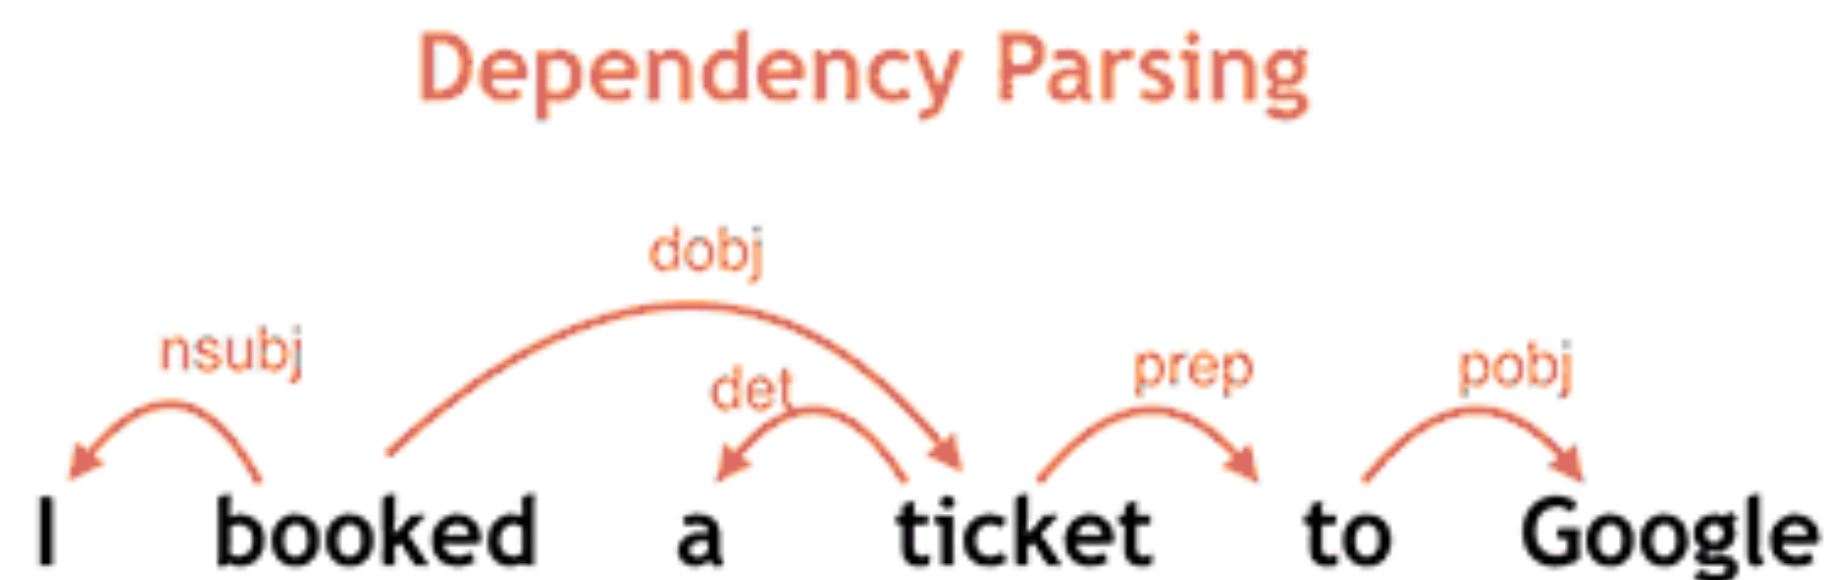 Dependency Parsing
dobj
nsubj
det
prep
pobj
I booked a ticket to Google